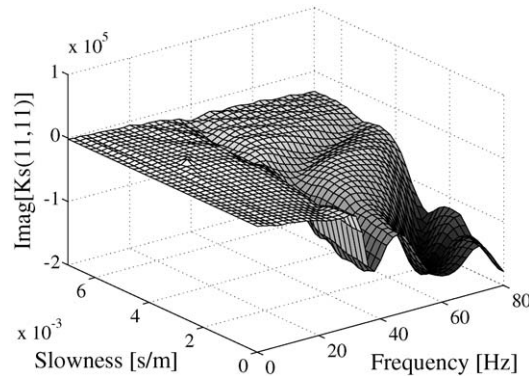 x 10^5
1
0
-1
-2
Imag[Ks(11,11)]
6
4
2
0
x 10^-3
Slowness [s/m]
0
20
40
60
80
Frequency [Hz]